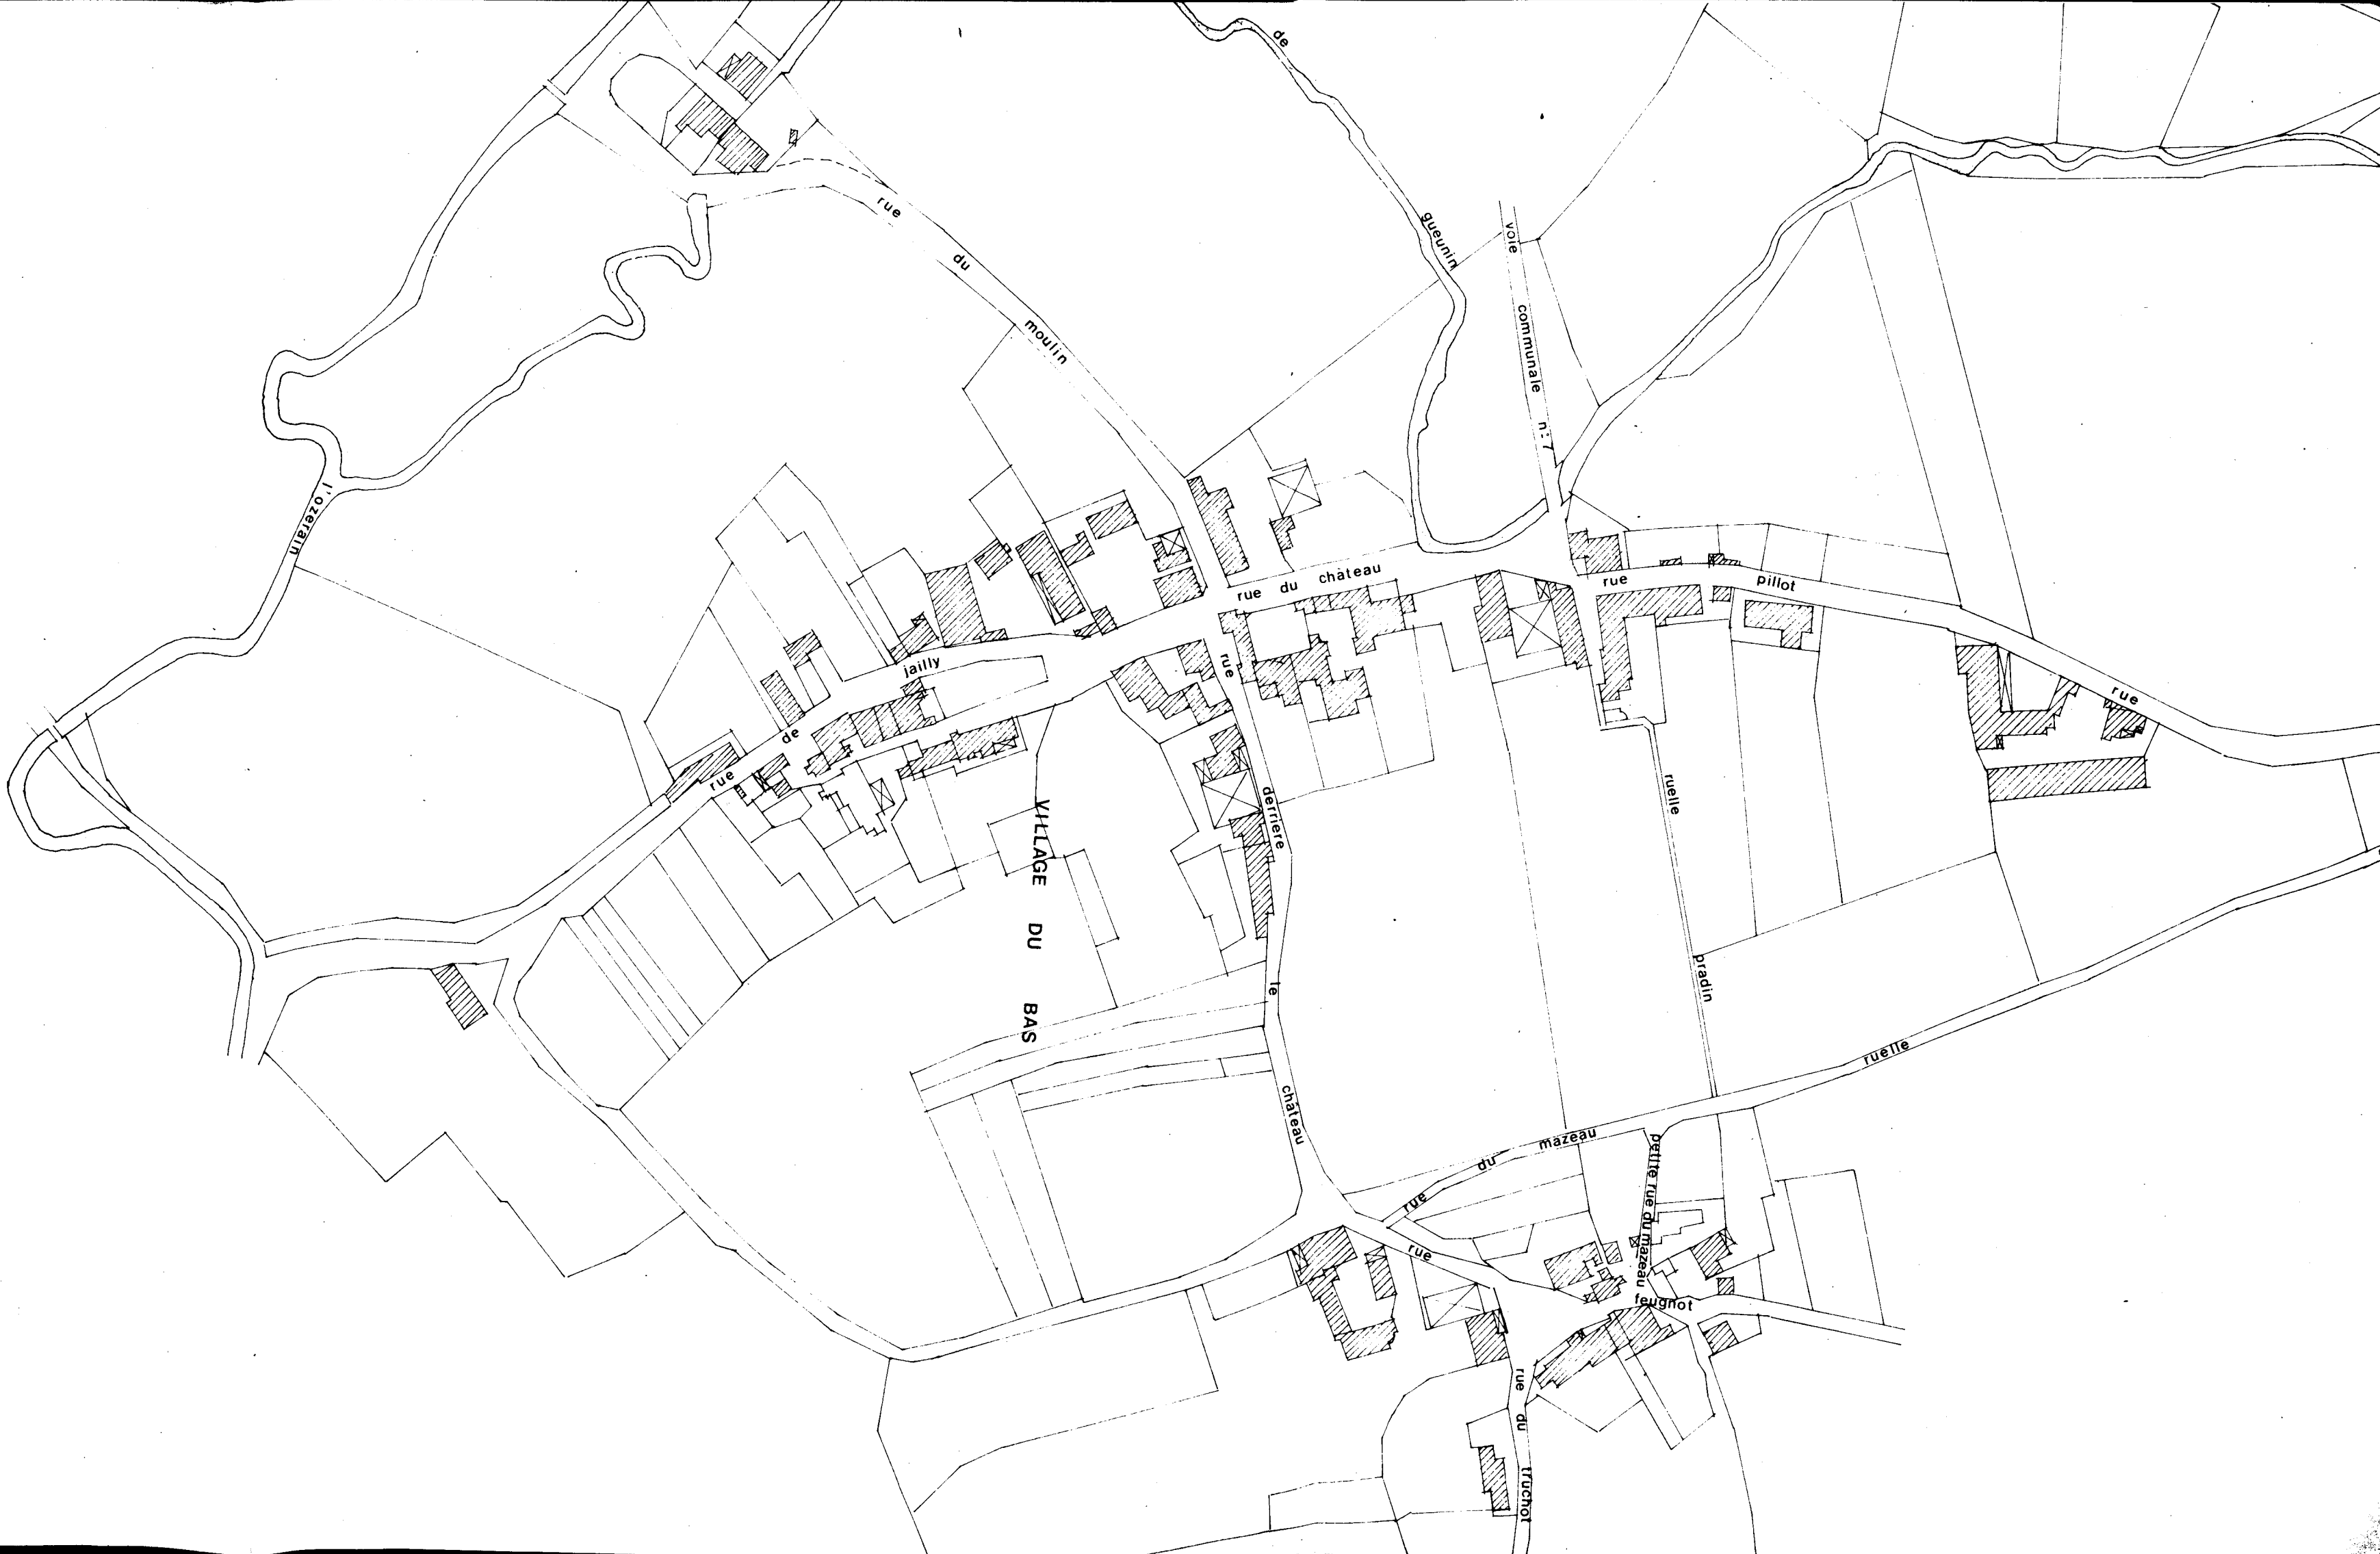 de
gueunin
rue du moulin
voie communale n°7
l'ozerain
rue du château
rue pillot
rue de jailly
rue derriere le château
rue
ruelle pradin
VILLAGE DU BAS
ruelle
rue du mazeau
petite rue du mazeau
rue feugnot
rue du truchot